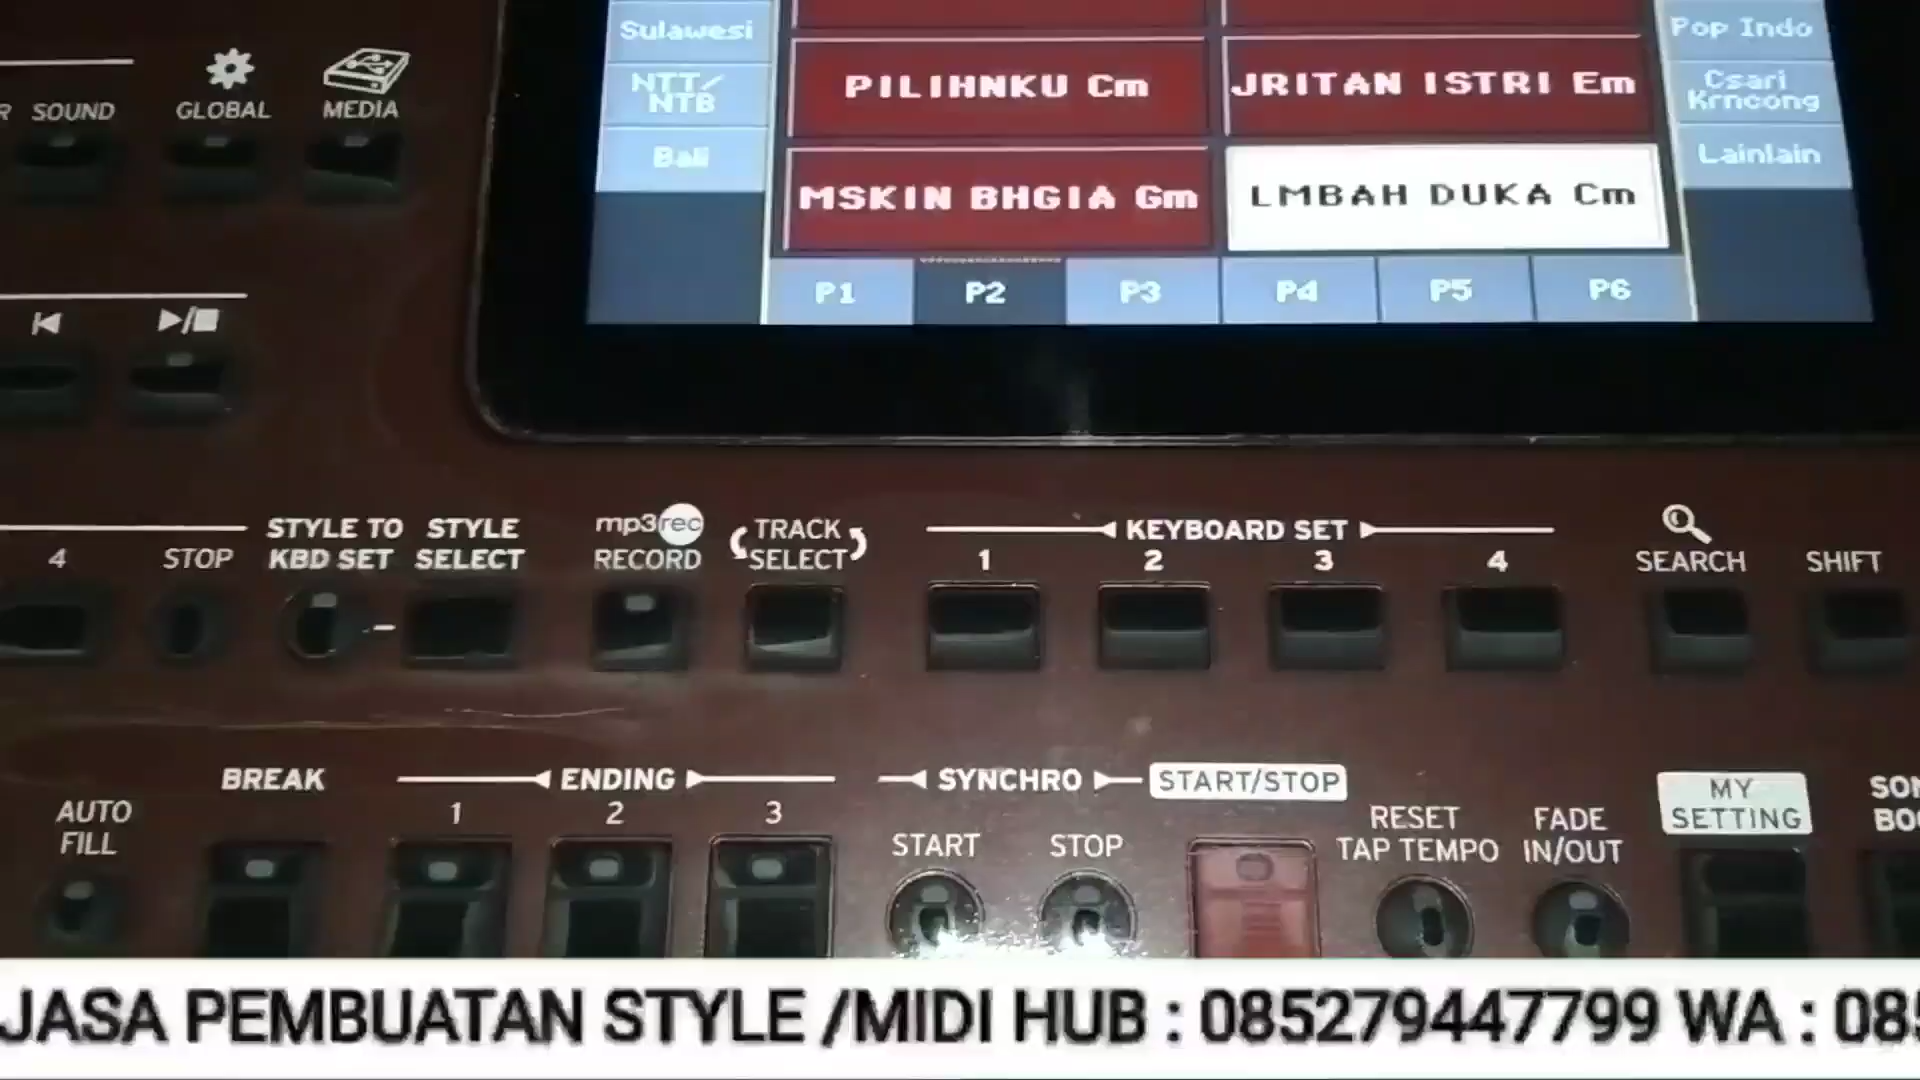 Sulawesi
Pop Indo
NTT/
NTB
PILIHNKU Cm
JRITAN ISTRI Em
Csari
Krncong
Bali
MSKIN BHGIA Gm
LMBAH DUKA Cm
Lainlain
P1 P2 P3 P4 P5 P6
R SOUND GLOBAL MEDIA
4 STOP
STYLE TO
KBD SET
STYLE
SELECT
mp3rec
RECORD
TRACK
SELECT
KEYBOARD SET
1 2 3 4
SEARCH
SHIFT
AUTO
FILL
BREAK
ENDING
1 2 3
SYNCHRO
START STOP
START/STOP
RESET
TAP TEMPO
FADE
IN/OUT
MY
SETTING
SON
BOO
JASA PEMBUATAN STYLE /MIDI HUB : 085279447799 WA : 085